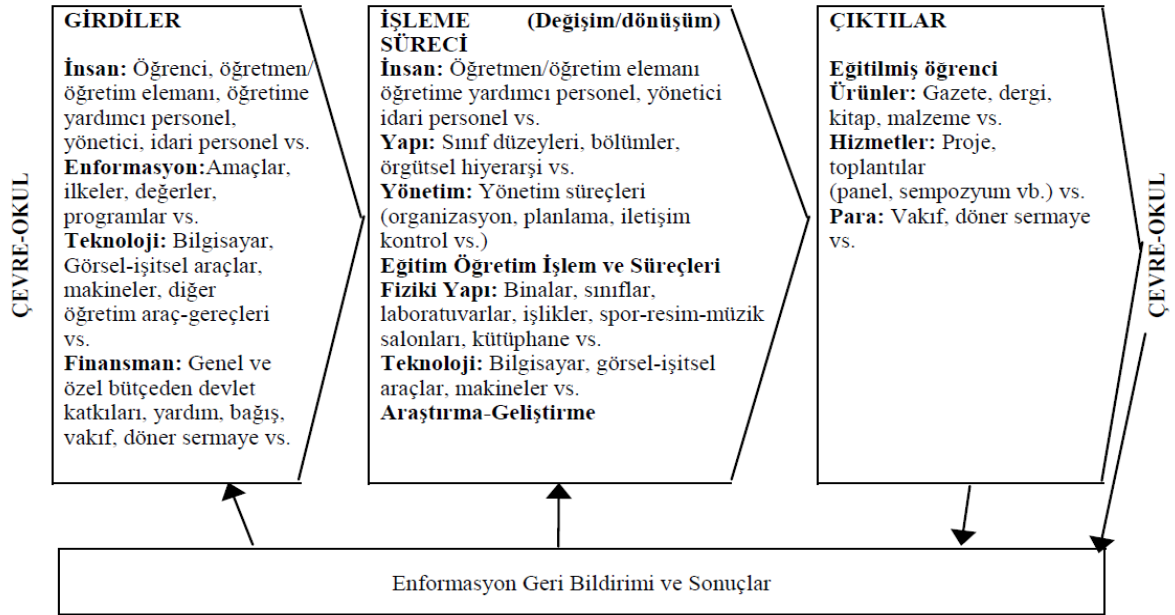 ÇEVRE-OKUL
GİRDİLER
İnsan: Öğrenci, öğretmen/
öğretim elemanı, öğretime
yardımcı personel,
yönetici, idari personel vs.
Enformasyon:Amaçlar,
ilkeler, değerler,
programlar vs.
Teknoloji: Bilgisayar,
Görsel-işitsel araçlar,
makineler, diğer
öğretim araç-gereçleri
vs.
Finansman: Genel ve
özel bütçeden devlet
katkıları, yardım, bağış,
vakıf, döner sermaye vs.
İŞLEME (Değişim/dönüşüm)
SÜRECİ
İnsan: Öğretmen/öğretim elemanı
öğretime yardımcı personel, yönetici
idari personel vs.
Yapı: Sınıf düzeyleri, bölümler,
örgütsel hiyerarşi vs.
Yönetim: Yönetim süreçleri
(organizasyon, planlama, iletişim
kontrol vs.)
Eğitim Öğretim İşlem ve Süreçleri
Fiziki Yapı: Binalar, sınıflar,
laboratuvarlar, işlikler, spor-resim-müzik
salonları, kütüphane vs.
Teknoloji: Bilgisayar, görsel-işitsel
araçlar, makineler vs.
Araştırma-Geliştirme
ÇIKTILAR
Eğitilmiş öğrenci
Ürünler: Gazete, dergi,
kitap, malzeme vs.
Hizmetler: Proje,
toplantılar
(panel, sempozyum vb.) vs.
Para: Vakıf, döner sermaye
vs.
ÇEVRE-OKUL
Enformasyon Geri Bildirimi ve Sonuçlar